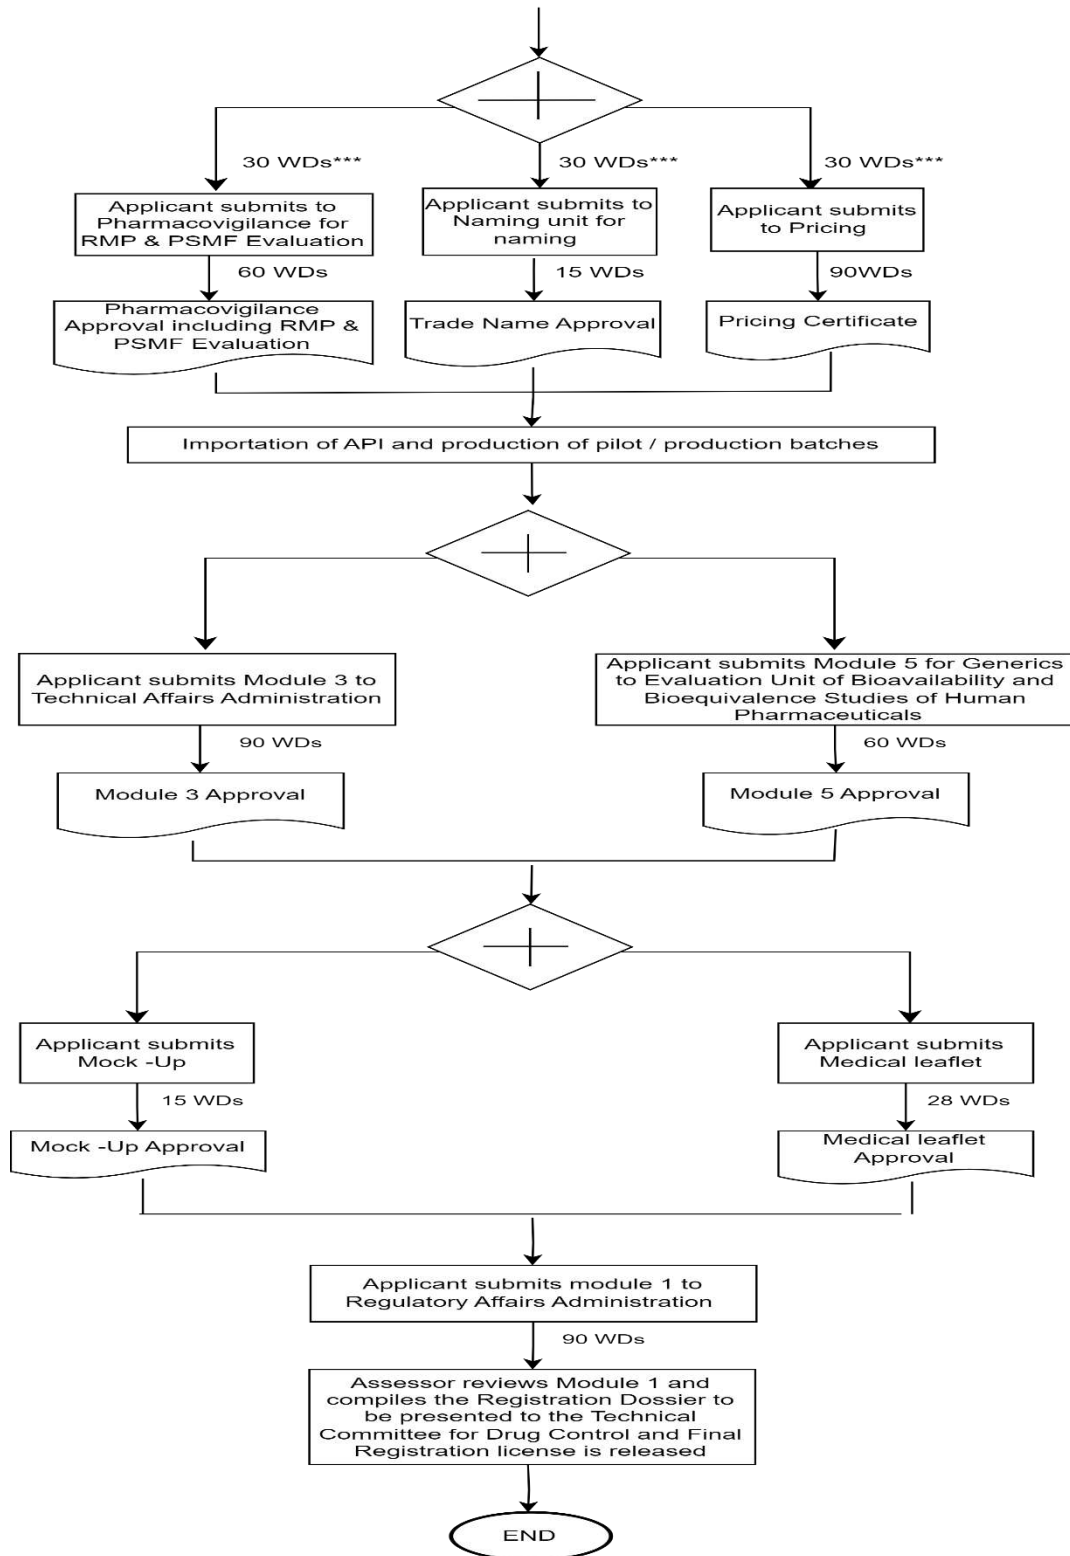 30 WDs***
30 WDs***
30 WDs***
Applicant submits to
Pharmacovigilance for
RMP & PSMF Evaluation
Applicant submits to
Naming unit for
naming
Applicant submits
to Pricing
60 WDs
15 WDs
90WDs
Pharmacovigilance
Approval including RMP &
PSMF Evaluation
Trade Name Approval
Pricing Certificate
Importation of API and production of pilot / production batches
Applicant submits Module 3 to
Technical Affairs Administration
Applicant submits Module 5 for Generics
to Evaluation Unit of Bioavailability and
Bioequivalence Studies of Human
Pharmaceuticals
90 WDs
60 WDs
Module 3 Approval
Module 5 Approval
Applicant submits
Mock -Up
Applicant submits
Medical leaflet
15 WDs
28 WDs
Mock -Up Approval
Medical leaflet
Approval
Applicant submits module 1 to
Regulatory Affairs Administration
90 WDs
Assessor reviews Module 1 and
compiles the Registration Dossier to
be presented to the Technical
Committee for Drug Control and Final
Registration license is released
END